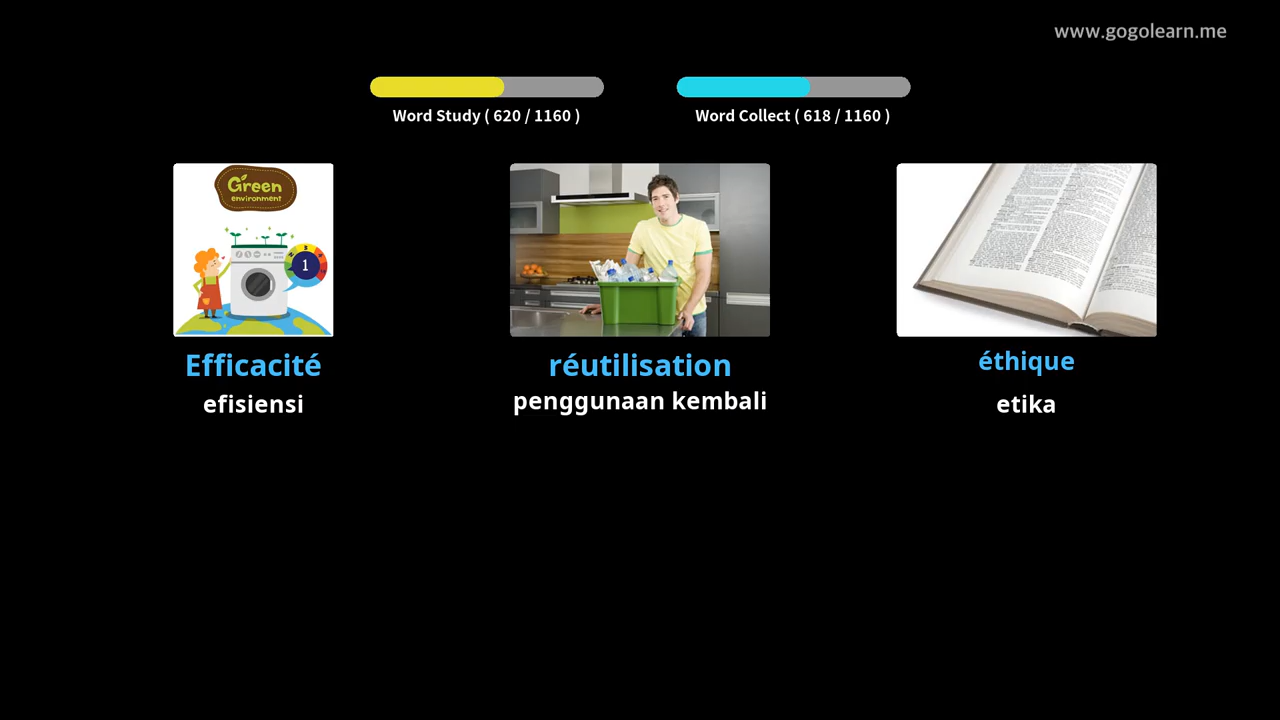 www.gogolearn.me
Word Study ( 620 / 1160 )
Word Collect ( 618 / 1160 )
Green
environment
1
Efficacité
réutilisation
éthique
efisiensi
penggunaan kembali
etika